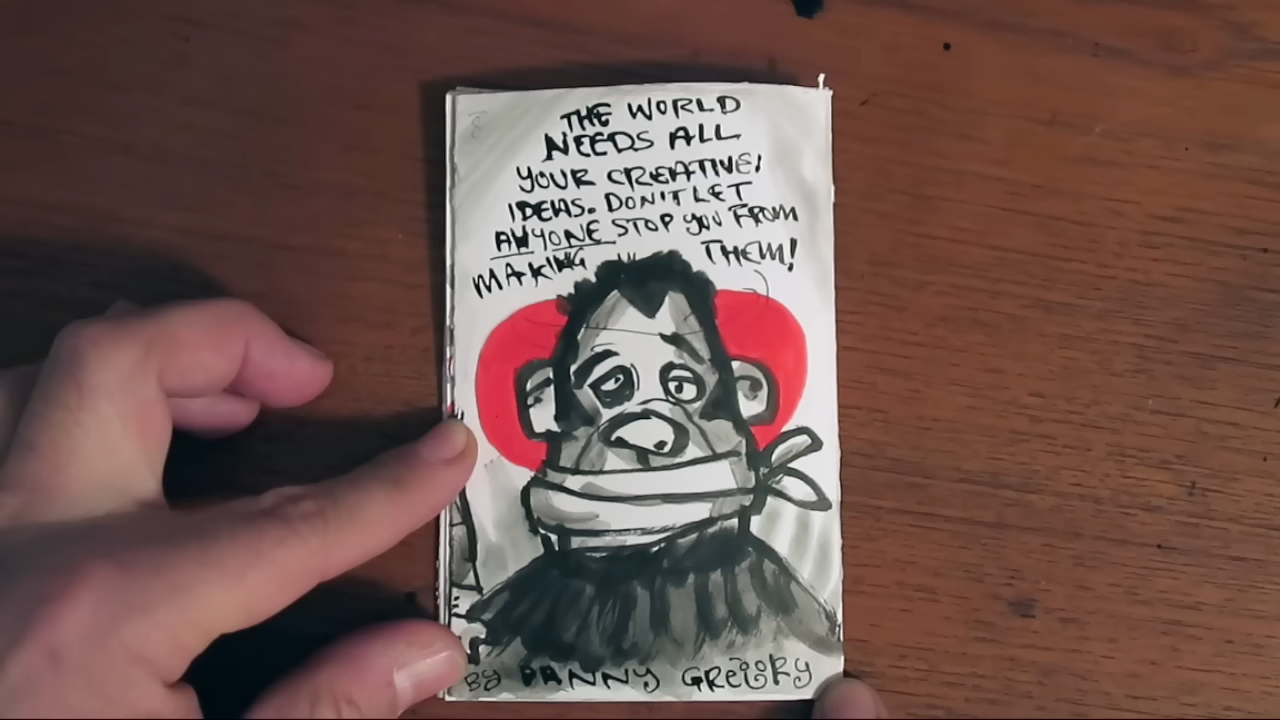 THE WORLD
NEEDS ALL
YOUR CREATIVE
IDEAS. DON'T LET
ANYONE STOP YOU FROM
MAKING THEM!
BY DANNY GREGORY